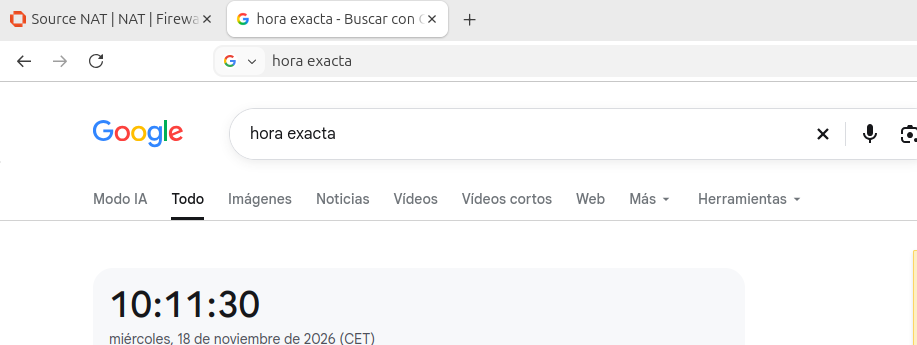 Source NAT | NAT | Firewa
hora exacta - Buscar con G
hora exacta
Google
hora exacta
Modo IA Todo Imágenes Noticias Vídeos Vídeos cortos Web Más Herramientas
10:11:30
miércoles, 18 de noviembre de 2026 (CET)